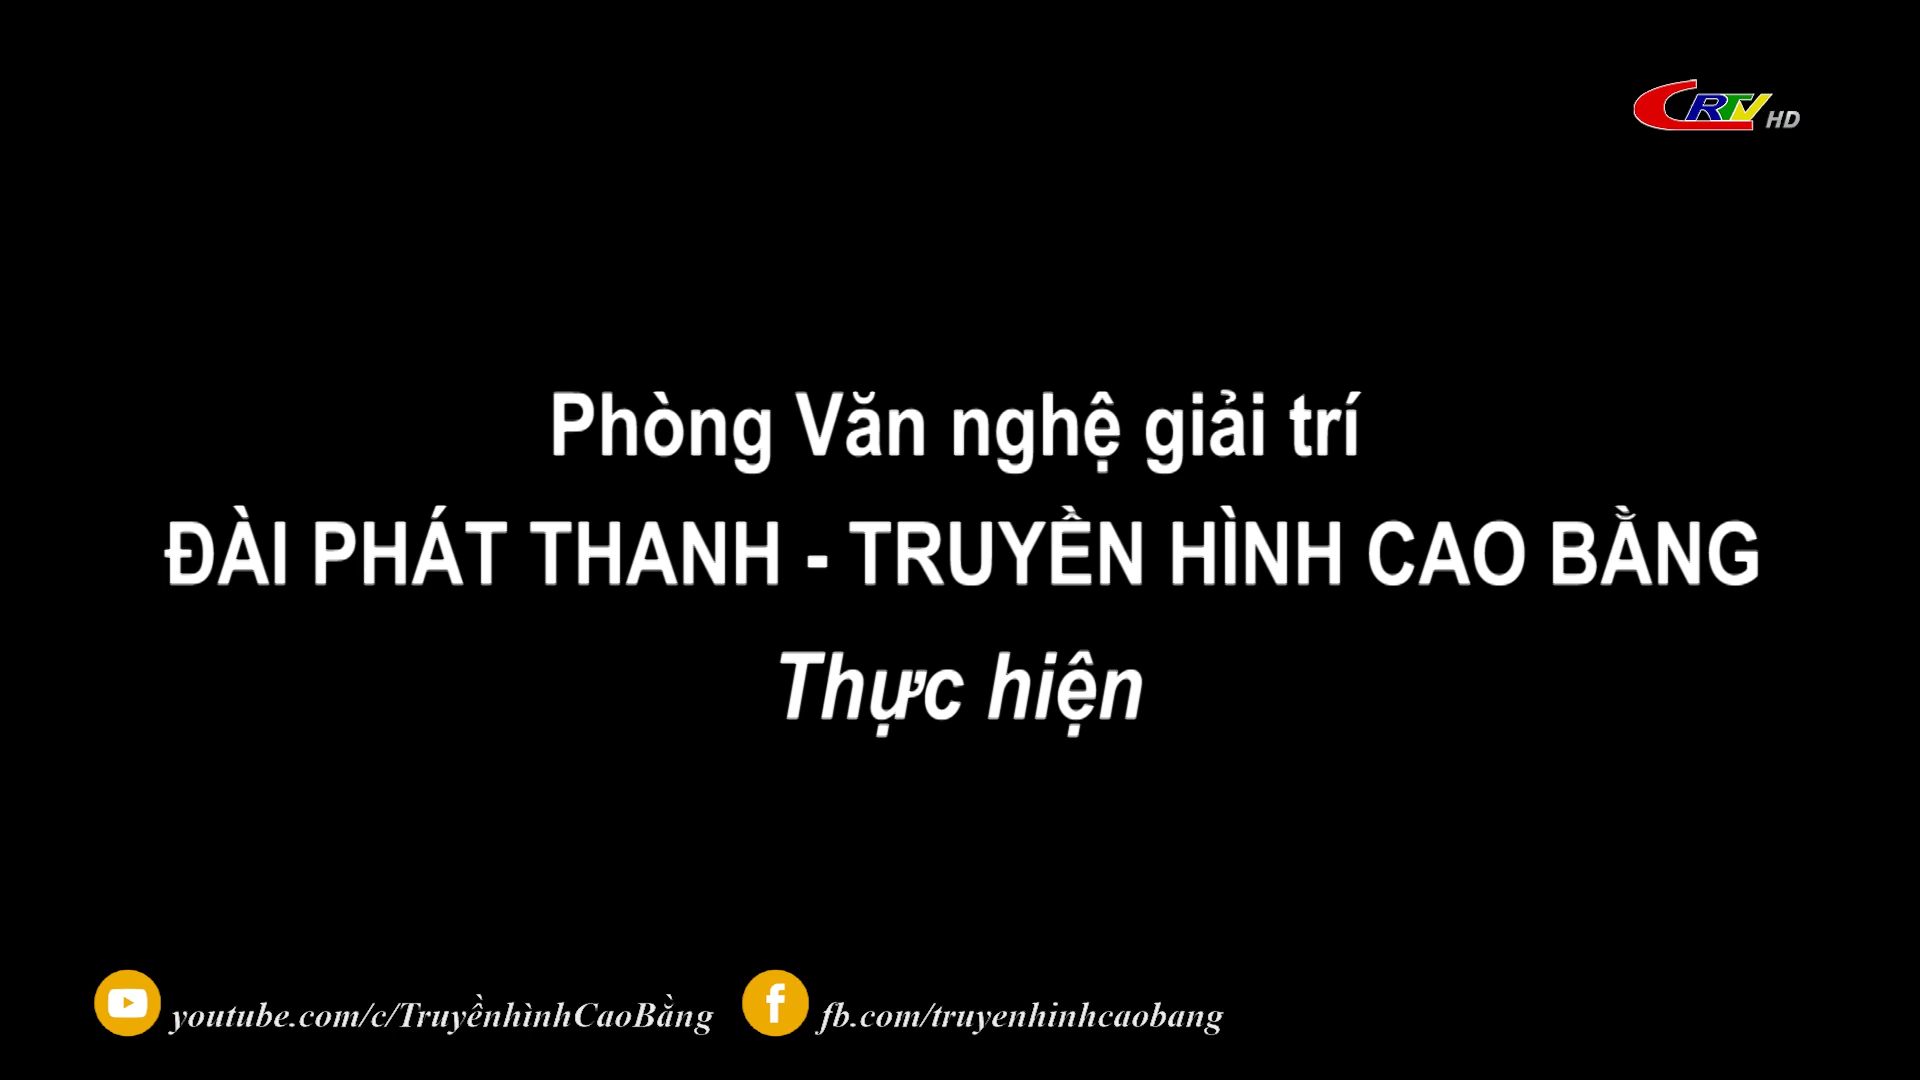 CRTV HD
Phòng Văn nghệ giải trí
ĐÀI PHÁT THANH - TRUYỀN HÌNH CAO BẰNG
Thực hiện
youtube.com/c/TruyềnhìnhCaoBằng
fb.com/truyenhinhcaobang